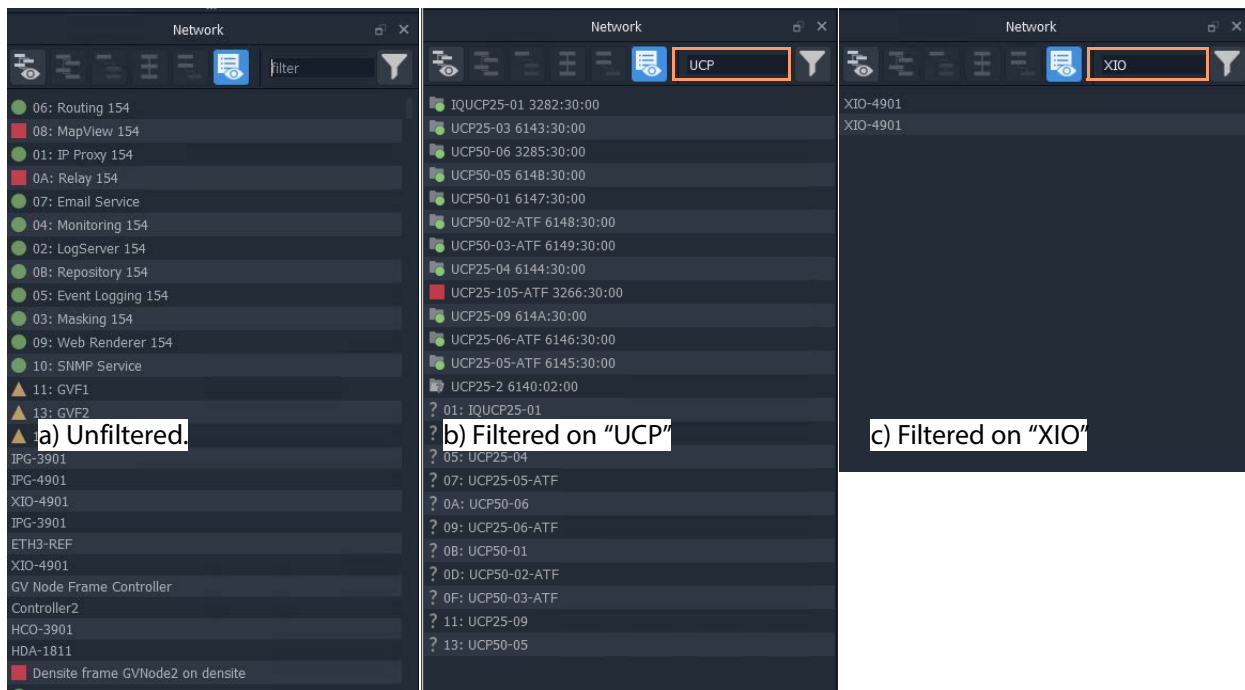 Network
filter
06: Routing 154
08: MapView 154
01: IP Proxy 154
0A: Relay 154
07: Email Service
04: Monitoring 154
02: LogServer 154
0B: Repository 154
05: Event Logging 154
03: Masking 154
09: Web Renderer 154
10: SNMP Service
11: GVF1
13: GVF2
a) Unfiltered.
IPG-3901
IPG-4901
XIO-4901
IPG-3901
ETH3-REF
XIO-4901
GV Node Frame Controller
Controller2
HCO-3901
HDA-1811
Densite frame GVNode2 on densite
Network
UCP
IQUCP25-01 3282:30:00
UCP25-03 6143:30:00
UCP50-06 3285:30:00
UCP50-05 614B:30:00
UCP50-01 6147:30:00
UCP50-02-ATF 6148:30:00
UCP50-03-ATF 6149:30:00
UCP25-04 6144:30:00
UCP25-105-ATF 3266:30:00
UCP25-09 614A:30:00
UCP25-06-ATF 6146:30:00
UCP25-05-ATF 6145:30:00
UCP25-2 6140:02:00
? 01: IQUCP25-01
?
b) Filtered on “UCP”
? 05: UCP25-04
? 07: UCP25-05-ATF
? 0A: UCP50-06
? 09: UCP25-06-ATF
? 0B: UCP50-01
? 0D: UCP50-02-ATF
? 0F: UCP50-03-ATF
? 11: UCP25-09
? 13: UCP50-05
Network
XIO
XIO-4901
XIO-4901
c) Filtered on “XIO”